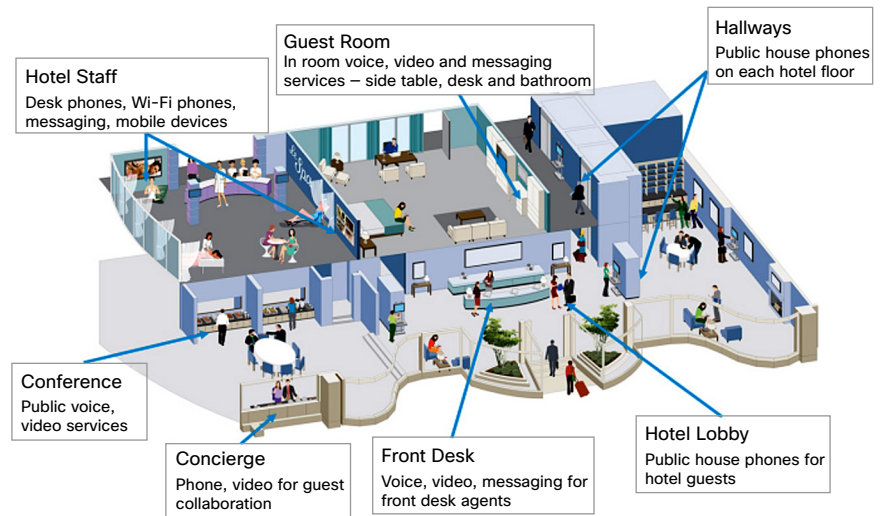 Hallways
Public house phones
on each hotel floor
Guest Room
In room voice, video and messaging
services – side table, desk and bathroom
Hotel Staff
Desk phones, Wi-Fi phones,
messaging, mobile devices
Spa
Conference
Public voice,
video services
Concierge
Phone, video for guest
collaboration
Front Desk
Voice, video, messaging for
front desk agents
Hotel Lobby
Public house phones for
hotel guests